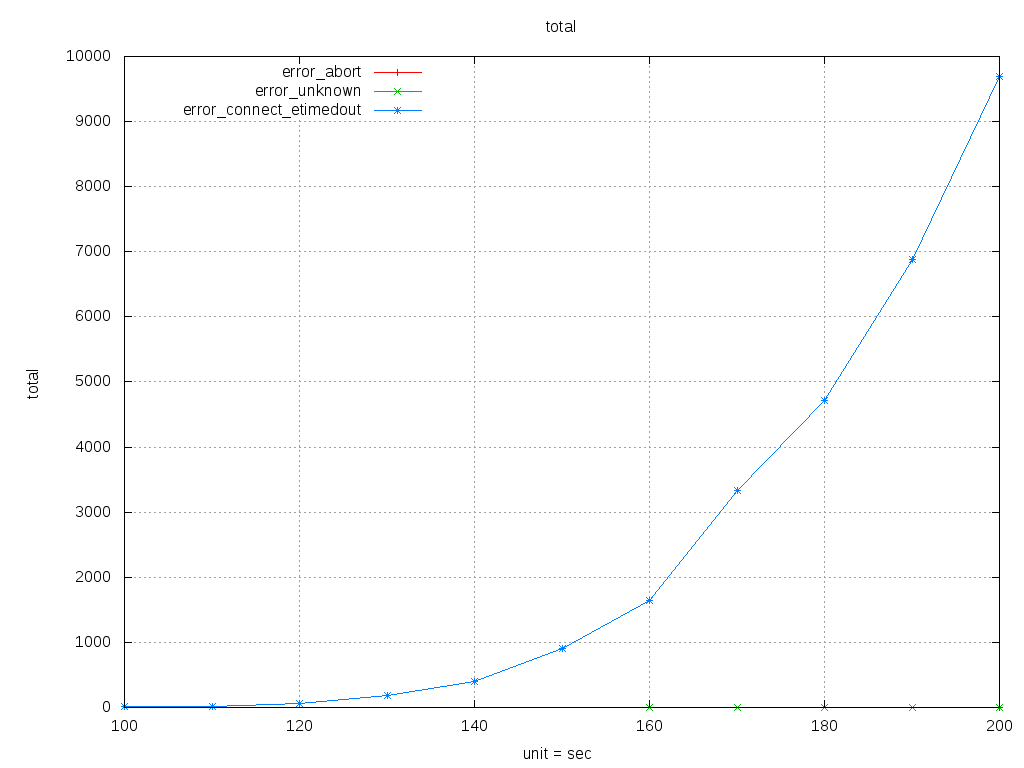 total
10000
9000
8000
7000
6000
5000
4000
3000
2000
1000
0
total
error_abort
error_unknown
error_connect_etimedout
100 120 140 160 180 200
unit = sec